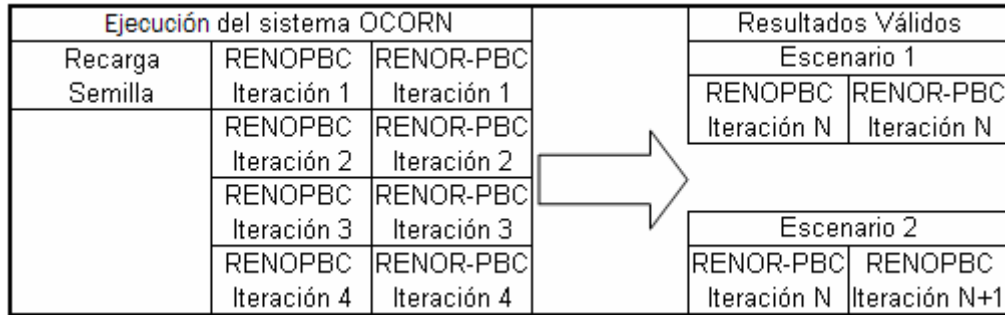 Ejecución del sistema OCORN
Recarga Semilla
RENOPBC Iteración 1
RENOR-PBC Iteración 1
RENOPBC Iteración 2
RENOR-PBC Iteración 2
RENOPBC Iteración 3
RENOR-PBC Iteración 3
RENOPBC Iteración 4
RENOR-PBC Iteración 4
Resultados Válidos
Escenario 1
RENOPBC Iteración N
RENOR-PBC Iteración N
Escenario 2
RENOR-PBC Iteración N
RENOPBC Iteración N+1